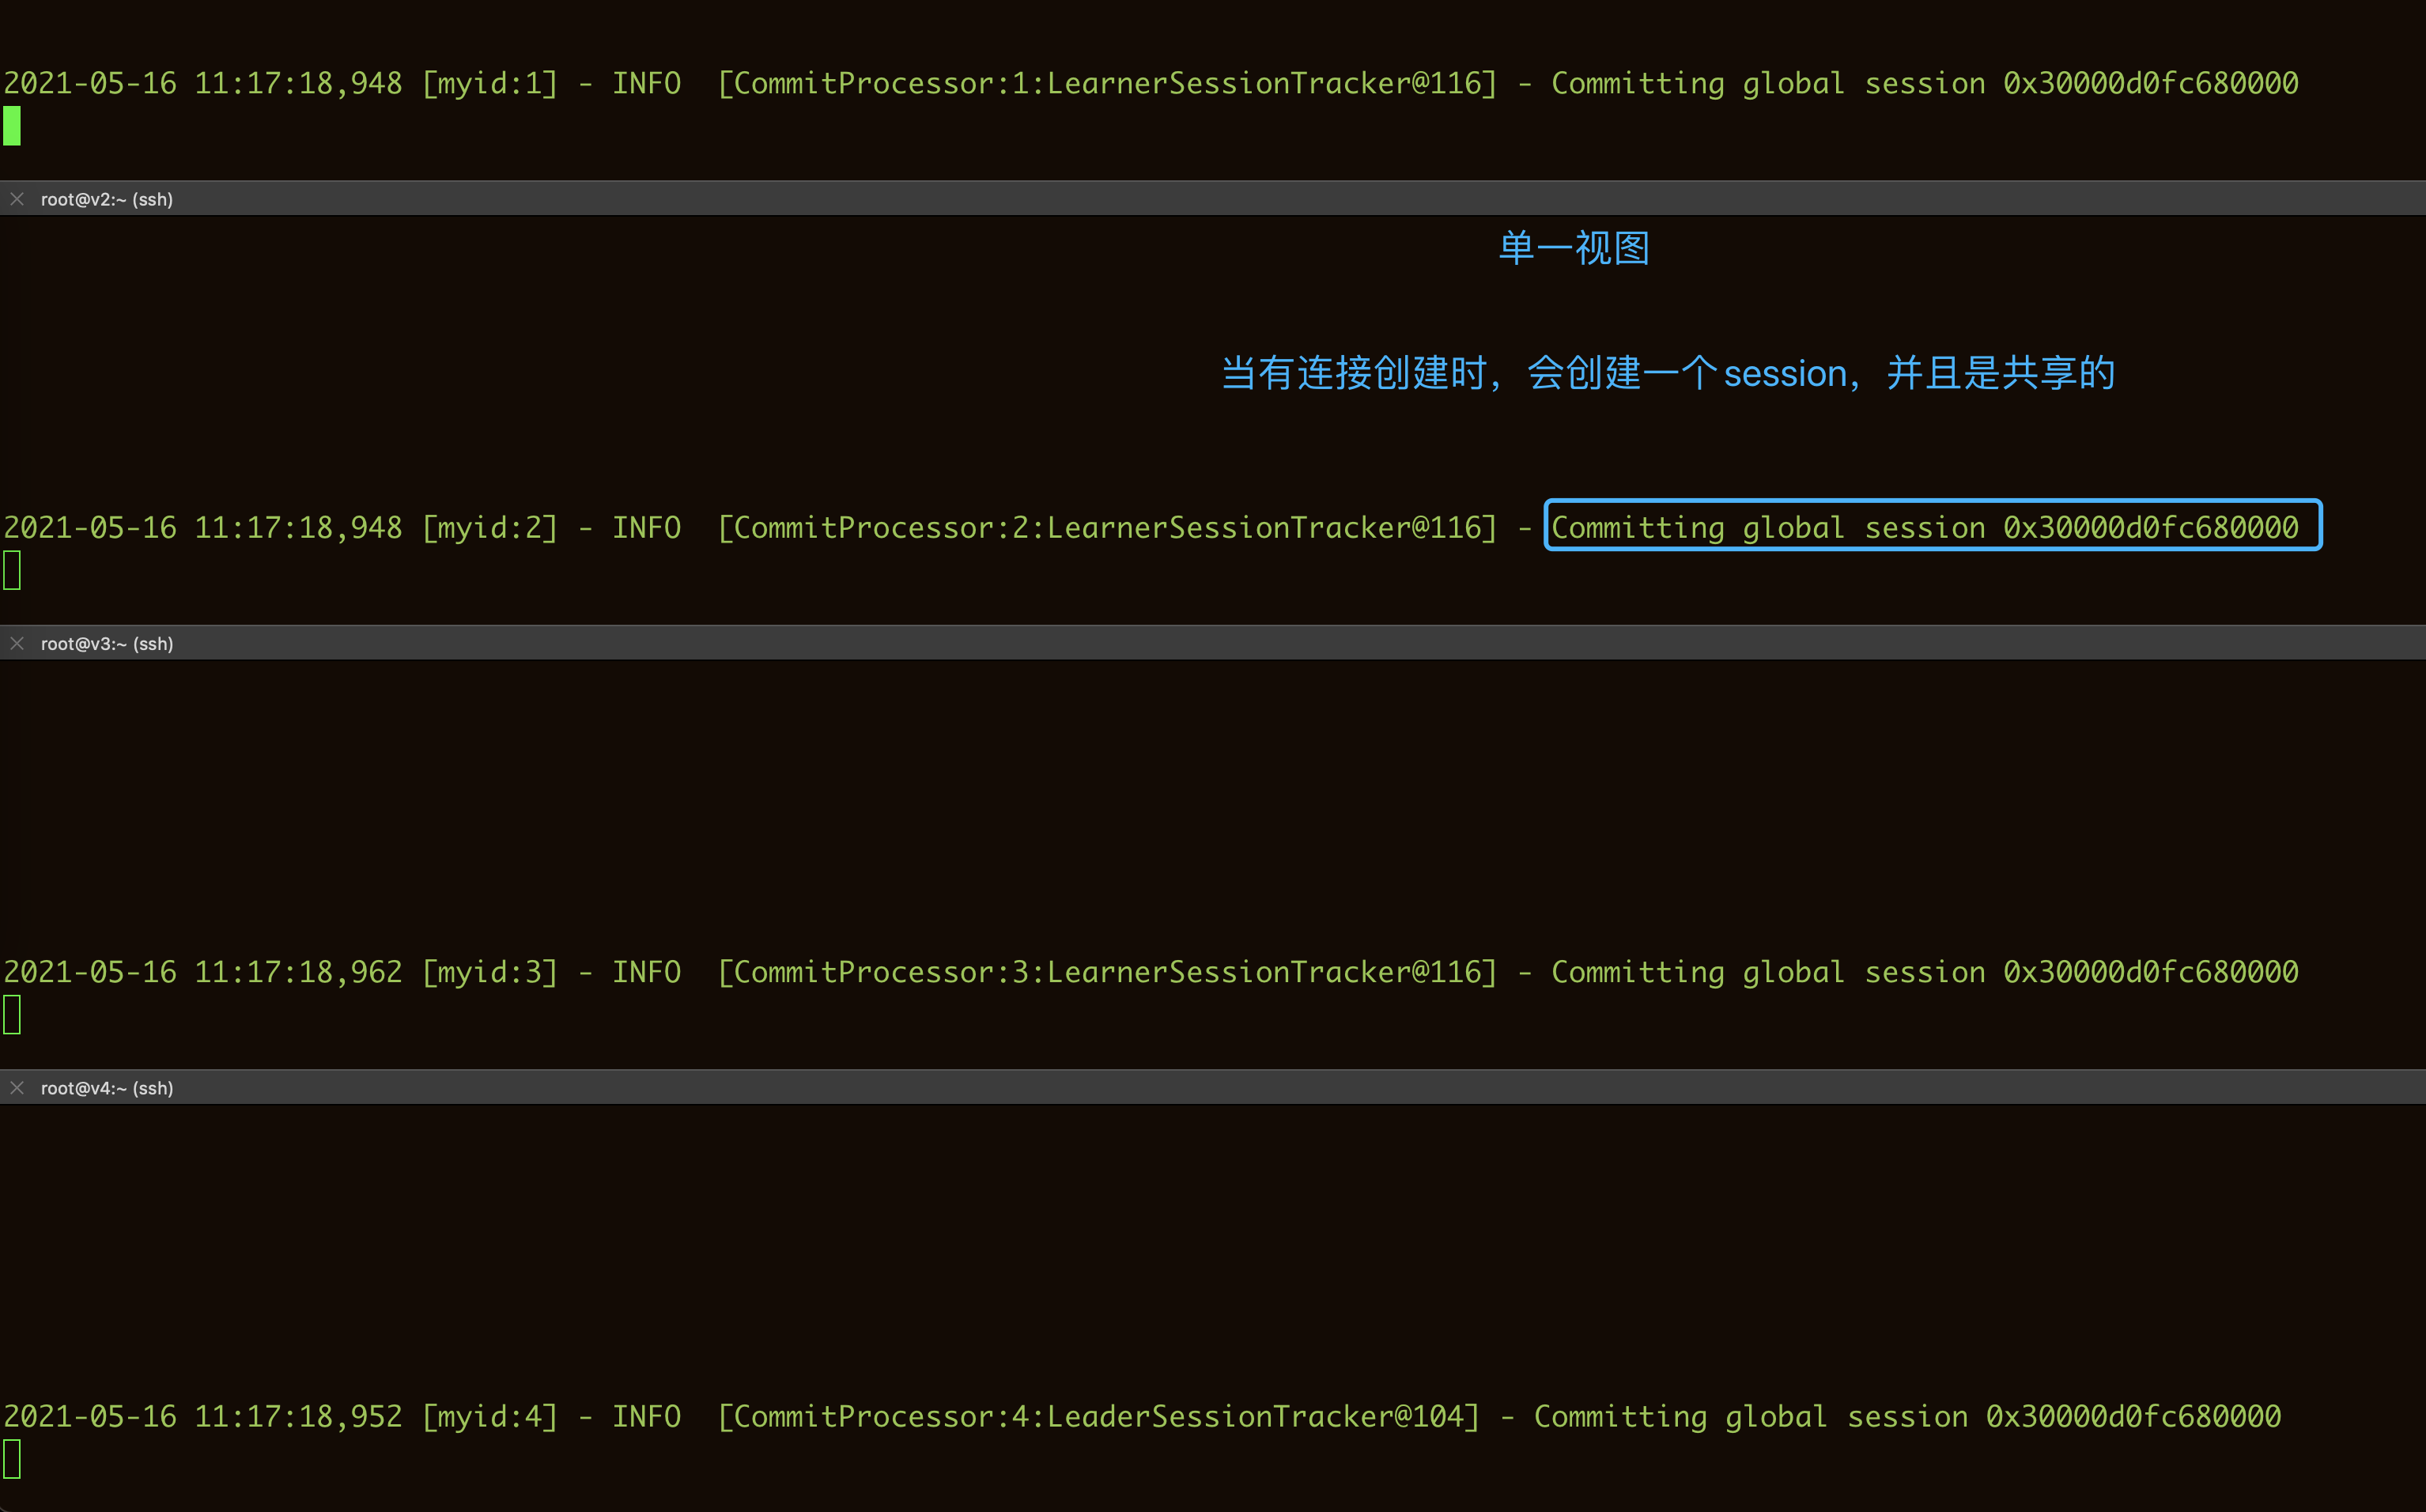 2021-05-16 11:17:18,948 [myid:1] - INFO  [CommitProcessor:1:LearnerSessionTracker@116] - Committing global session 0x30000d0fc680000
root@v2:~ (ssh)
单一视图
当有连接创建时，会创建一个session，并且是共享的
2021-05-16 11:17:18,948 [myid:2] - INFO  [CommitProcessor:2:LearnerSessionTracker@116] - Committing global session 0x30000d0fc680000
root@v3:~ (ssh)
2021-05-16 11:17:18,962 [myid:3] - INFO  [CommitProcessor:3:LearnerSessionTracker@116] - Committing global session 0x30000d0fc680000
root@v4:~ (ssh)
2021-05-16 11:17:18,952 [myid:4] - INFO  [CommitProcessor:4:LeaderSessionTracker@104] - Committing global session 0x30000d0fc680000